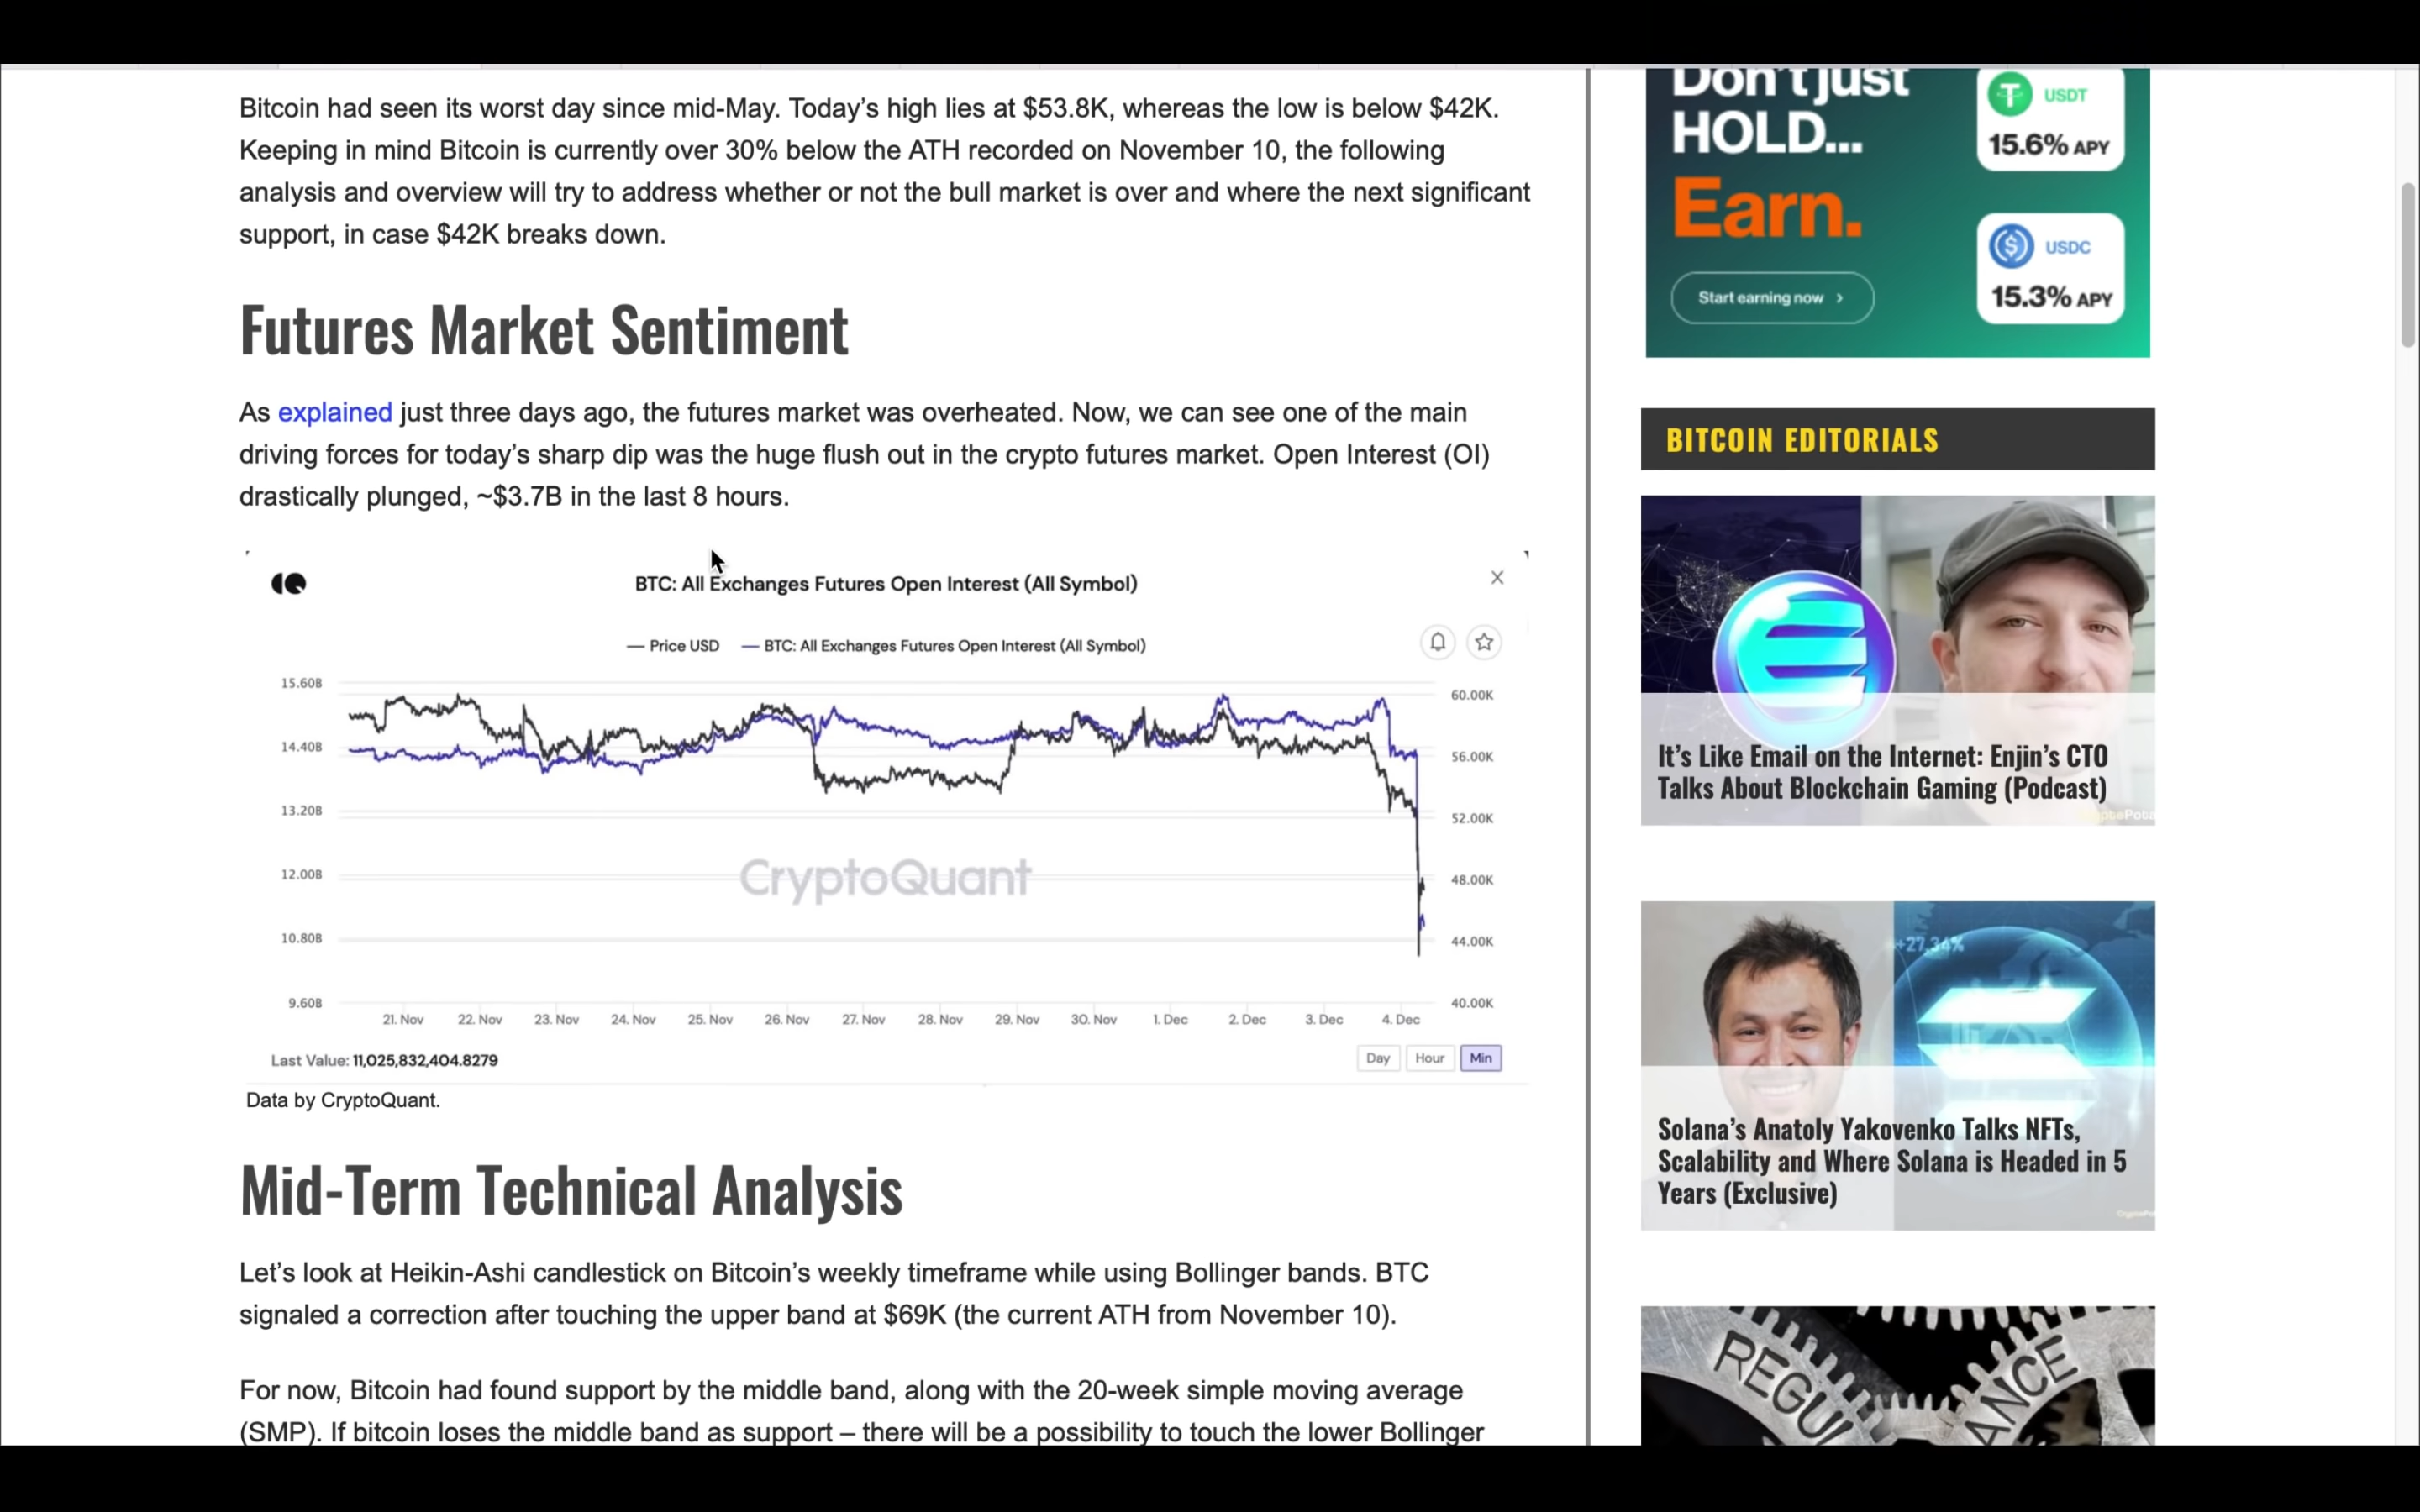 Bitcoin had seen its worst day since mid-May. Today’s high lies at $53.8K, whereas the low is below $42K.
Keeping in mind Bitcoin is currently over 30% below the ATH recorded on November 10, the following
analysis and overview will try to address whether or not the bull market is over and where the next significant
support, in case $42K breaks down.
Futures Market Sentiment
As explained just three days ago, the futures market was overheated. Now, we can see one of the main
driving forces for today’s sharp dip was the huge flush out in the crypto futures market. Open Interest (OI)
drastically plunged, ~$3.7B in the last 8 hours.
BTC: All Exchanges Futures Open Interest (All Symbol)
Price USD
BTC: All Exchanges Futures Open Interest (All Symbol)
15.60B
14.40B
13.20B
12.00B
10.80B
9.60B
60.00K
56.00K
52.00K
48.00K
44.00K
40.00K
CryptoQuant
21. Nov 22. Nov 23. Nov 24. Nov 25. Nov 26. Nov 27. Nov 28. Nov 29. Nov 30. Nov 1. Dec 2. Dec 3. Dec 4. Dec
Last Value: 11,025,832,404.8279
Day Hour Min
Data by CryptoQuant.
Mid-Term Technical Analysis
Let’s look at Heikin-Ashi candlestick on Bitcoin’s weekly timeframe while using Bollinger bands. BTC
signaled a correction after touching the upper band at $69K (the current ATH from November 10).
For now, Bitcoin had found support by the middle band, along with the 20-week simple moving average
(SMP). If bitcoin loses the middle band as support – there will be a possibility to touch the lower Bollinger
Don’t just
HOLD...
Earn.
Start earning now
USDT
15.6% APY
USDC
15.3% APY
BITCOIN EDITORIALS
It’s Like Email on the Internet: Enjin’s CTO
Talks About Blockchain Gaming (Podcast)
+27.34%
Solana’s Anatoly Yakovenko Talks NFTs,
Scalability and Where Solana is Headed in 5
Years (Exclusive)